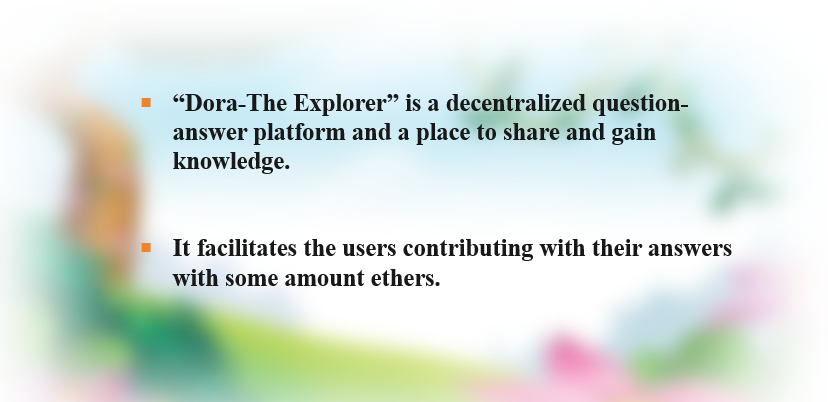 “Dora-The Explorer” is a decentralized question-
answer platform and a place to share and gain
knowledge.
It facilitates the users contributing with their answers
with some amount ethers.